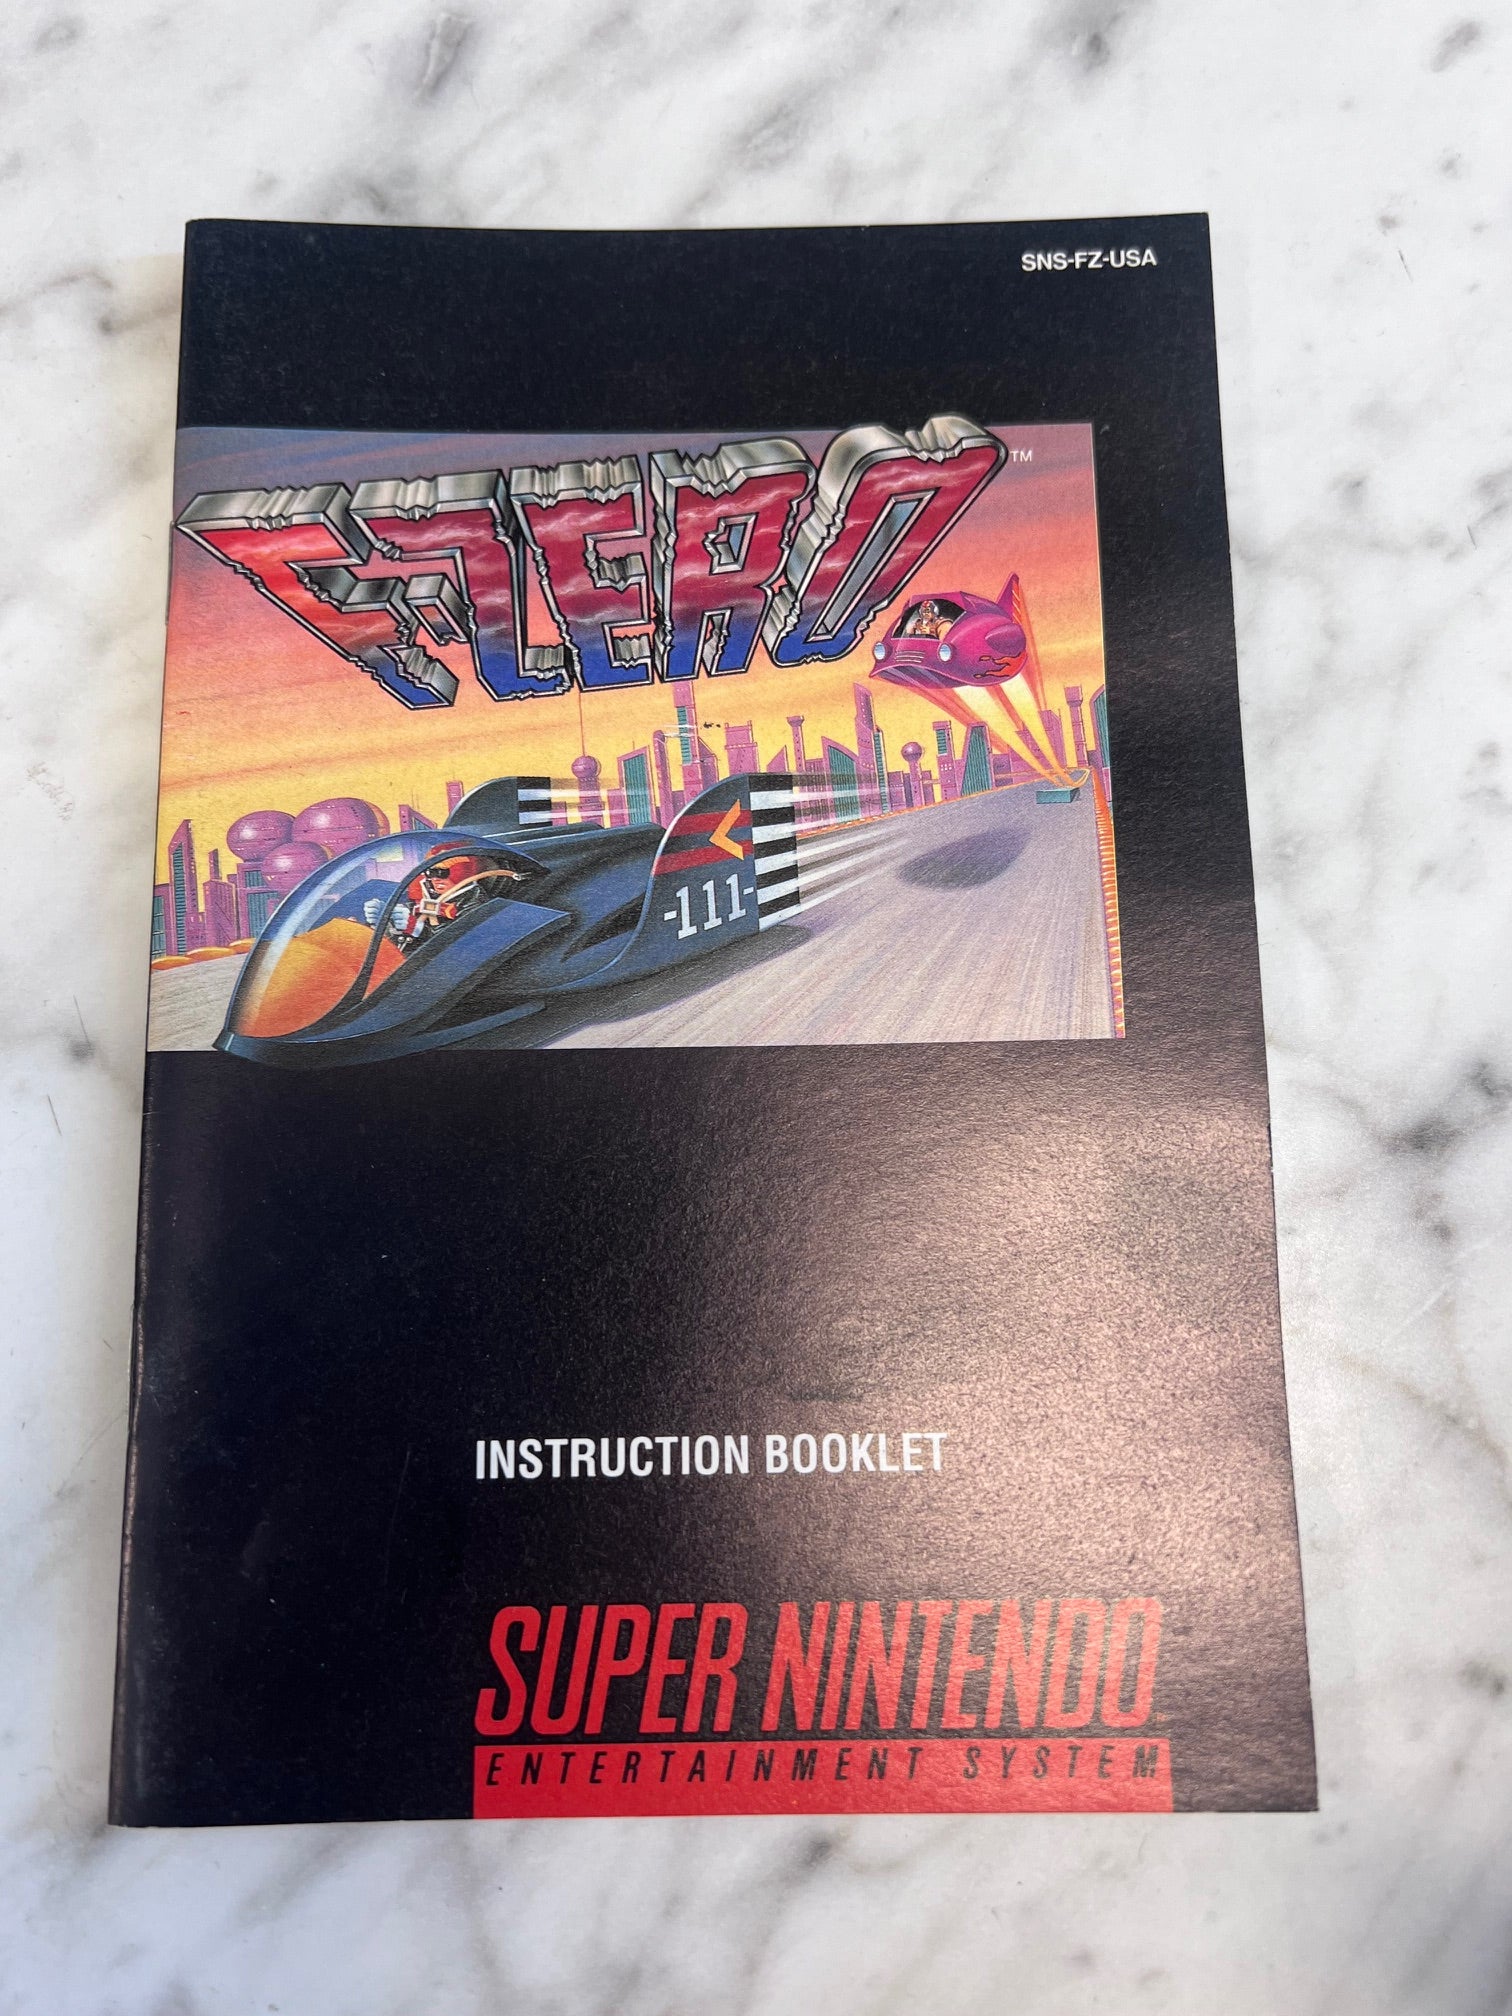 SNS-FZ-USA
F-ZERO™
-111-
INSTRUCTION BOOKLET
SUPER NINTENDO
ENTERTAINMENT SYSTEM